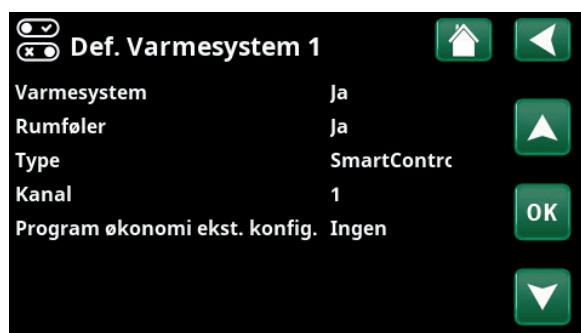 Def. Varmesystem 1
Varmesystem Ja
Rumføler Ja
Type SmartContrc
Kanal 1
OK
Program økonomi ekst. konfig. Ingen